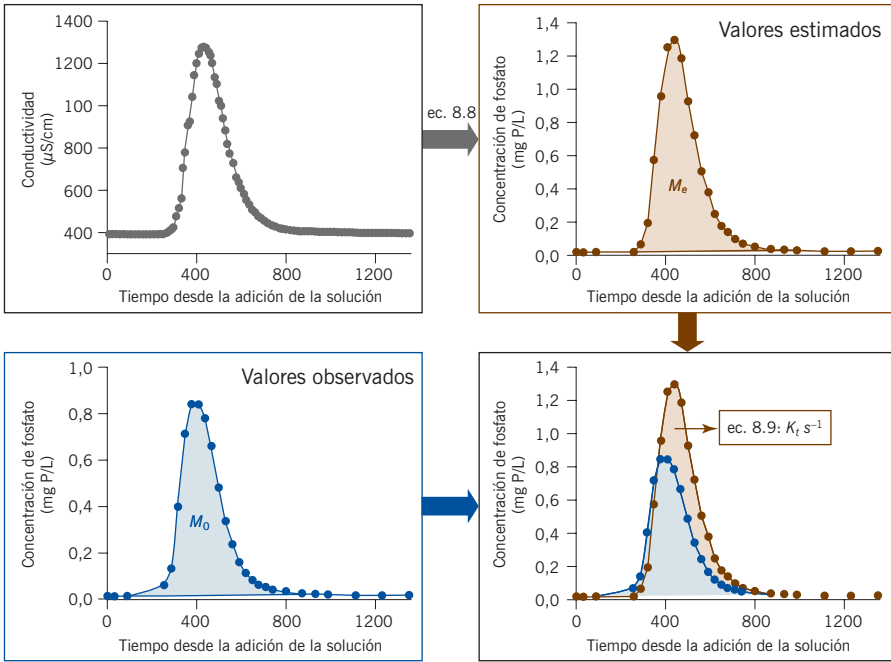 1400
1200
100
800
600
400
0
400
800
1200
Conductividad
(µS/cm)
Tiempo desde la adición de la solución
ec. 8.8
Valores estimados
1,4
1,2
1,0
0,8
0,6
0,4
0,2
0,0
0
400
800
1200
Concentración de fosfato
(mg P/L)
Me
Tiempo desde la adición de la solución
Valores observados
1,0
0,8
0,6
0,4
0,2
0,0
0
400
800
1200
Concentración de fosfato
(mg P/L)
M0
Tiempo desde la adición de la solución
1,4
1,2
1,0
0,8
0,6
0,4
0,2
0,0
0
400
800
1200
Concentración de fosfato
(mg P/L)
ec. 8.9: Kt s–1
Tiempo desde la adición de la solución